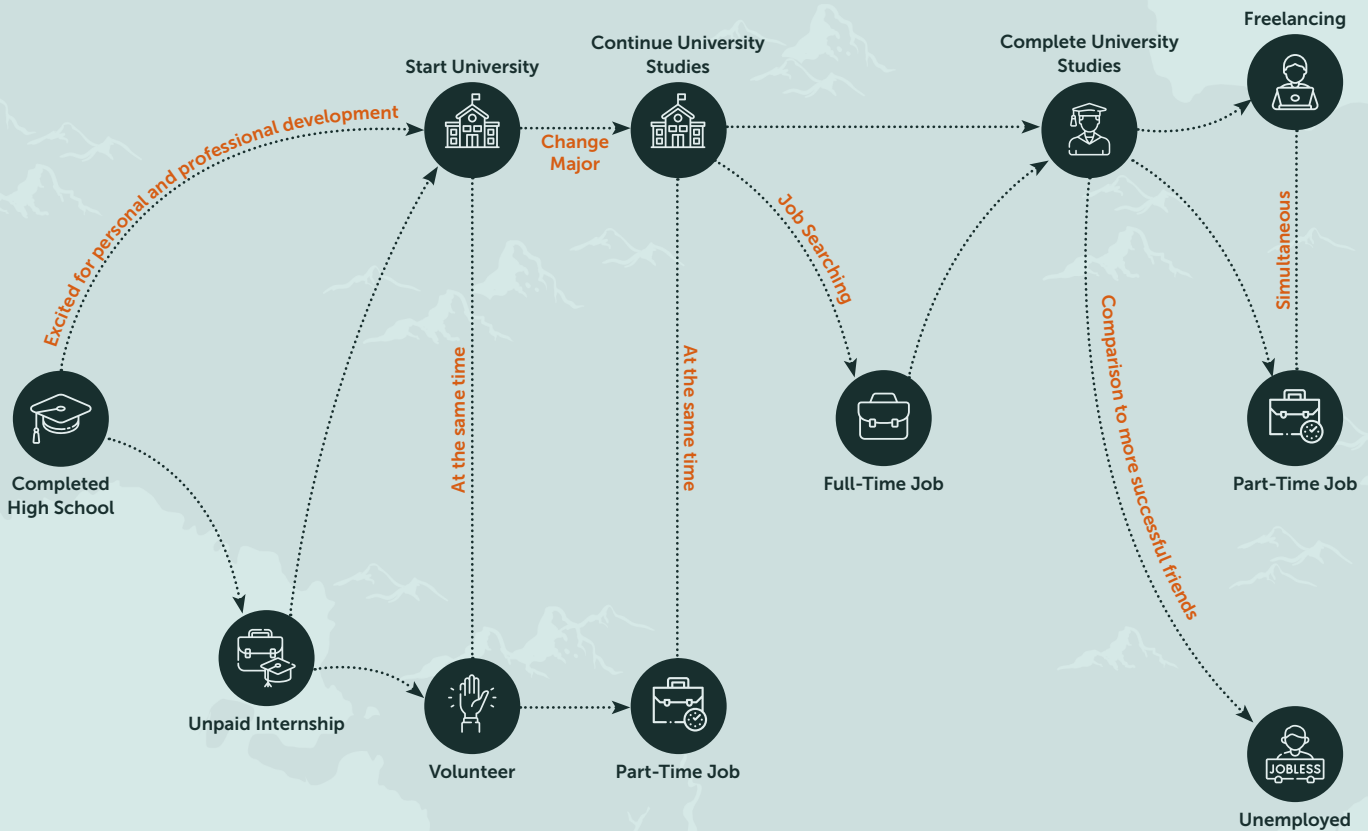 Freelancing
Continue University
Studies
Complete University
Studies
Start University
Excited for personal and professional development
Change
Major
Job Searching
Simultaneous
At the same time
At the same time
Comparison to more successful friends
Completed
High School
Full-Time Job
Part-Time Job
Unpaid Internship
Volunteer
Part-Time Job
JOBLESS
Unemployed